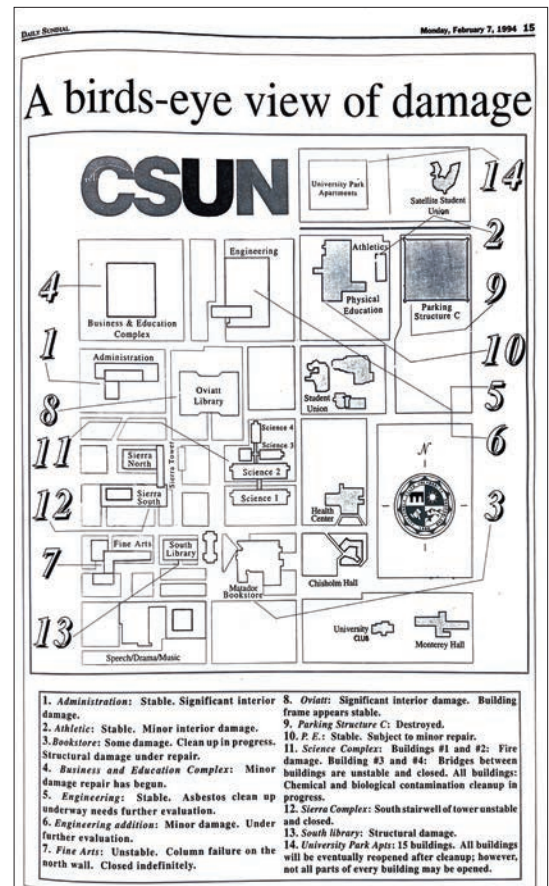 DAILY SUNDIAL
Monday, February 7, 1994 15
A birds-eye view of damage
CSUN
University Park
Apartments
Satellite Student
Union
14
2
Engineering
Athletics
4
Physical
Education
Parking
Structure C
9
Business & Education
Complex
1
10
Administration
8
Oviatt
Library
Student
Union
5
11
Science 4
Science 3
6
Sierra
North
Sierra Tower
Science 2
N
12
Sierra
South
Science 1
Health
Center
3
7
Fine Arts
South
Library
Matador
Bookstore
Chisholm Hall
13
University
CLUB
Monterey Hall
Speech/Drama/Music
1. Administration: Stable. Significant interior
damage.
2. Athletic: Stable. Minor interior damage.
3.Bookstore: Some damage. Clean up in progress.
Structural damage under repair.
4. Business and Education Complex: Minor
damage repair has begun.
5. Engineering: Stable. Asbestos clean up
underway needs further evaluation.
6. Engineering addition: Minor damage. Under
further evaluation.
7. Fine Arts: Unstable. Column failure on the
north wall. Closed indefinitely.
8. Oviatt: Significant interior damage. Building
frame appears stable.
9. Parking Structure C: Destroyed.
10. P. E.: Stable. Subject to minor repair.
11. Science Complex: Buildings #1 and #2: Fire
damage. Building #3 and #4: Bridges between
buildings are unstable and closed. All buildings:
Chemical and biological contamination cleanup in
progress.
12. Sierra Complex: South stairwell of tower unstable
and closed.
13. South library: Structural damage.
14. University Park Apts: 15 buildings. All buildings
will be eventually reopened after cleanup; however,
not all parts of every building may be opened.